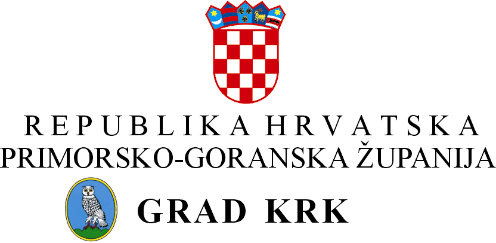 REPUBLIKA HRVATSKA
PRIMORSKO-GORANSKA ŽUPANIJA
GRAD KRK